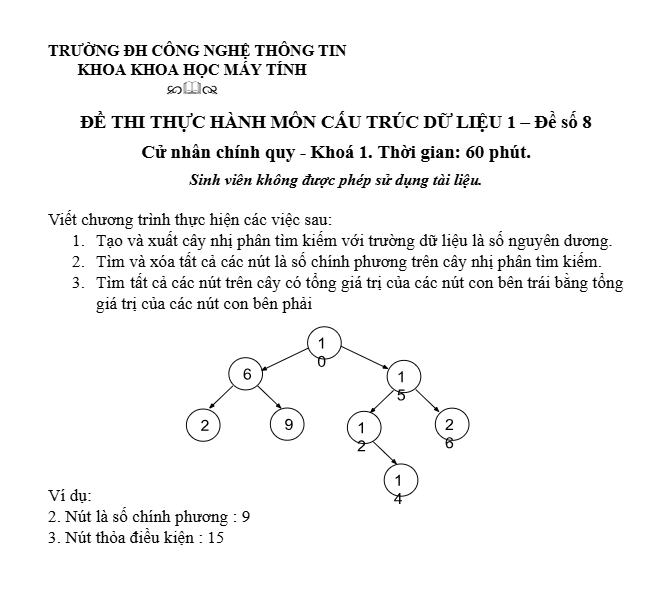 TRƯỜNG ĐH CÔNG NGHỆ THÔNG TIN
KHOA KHOA HỌC MÁY TÍNH
ĐỀ THI THỰC HÀNH MÔN CẤU TRÚC DỮ LIỆU 1 – Đề số 8
Cử nhân chính quy - Khoá 1. Thời gian: 60 phút.
Sinh viên không được phép sử dụng tài liệu.
Viết chương trình thực hiện các việc sau:
1. Tạo và xuất cây nhị phân tìm kiếm với trường dữ liệu là số nguyên dương.
2. Tìm và xóa tất cả các nút là số chính phương trên cây nhị phân tìm kiếm.
3. Tìm tất cả các nút trên cây có tổng giá trị của các nút con bên trái bằng tổng
giá trị của các nút con bên phải
10
6
15
2
9
12
26
14
Ví dụ:
2. Nút là số chính phương : 9
3. Nút thỏa điều kiện : 15